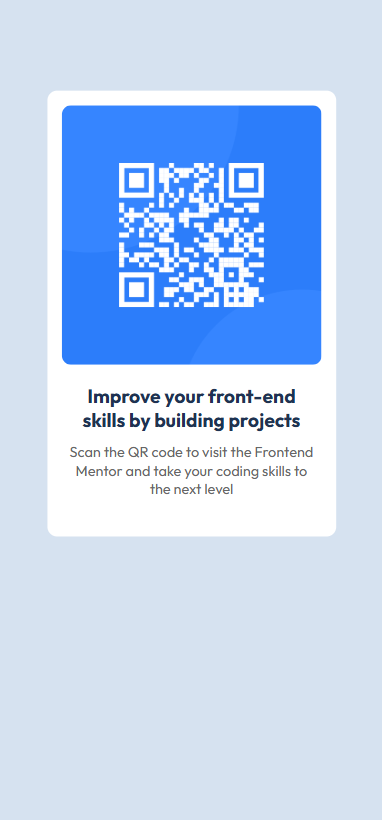 Improve your front-end
skills by building projects
Scan the QR code to visit the Frontend
Mentor and take your coding skills to
the next level